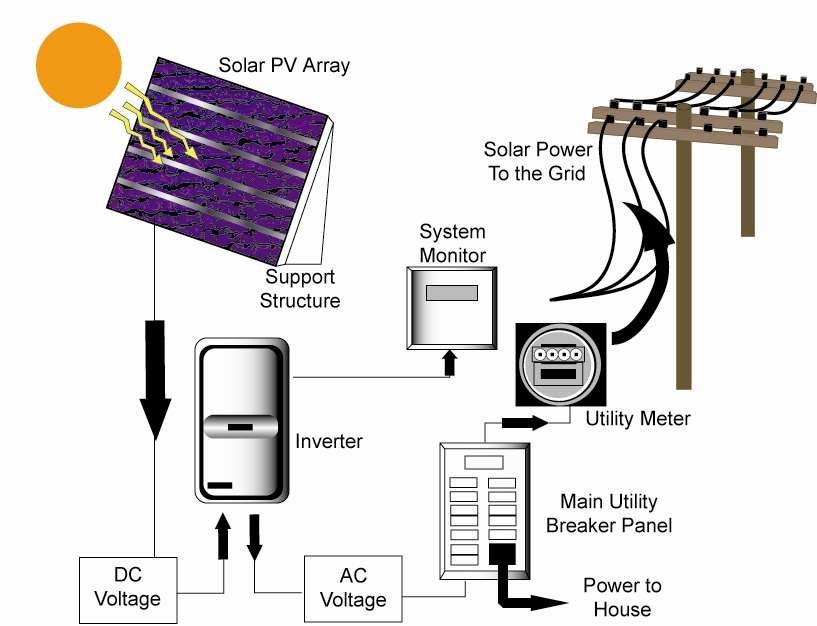 Solar PV Array
Solar Power
To the Grid
System
Monitor
Support
Structure
Utility Meter
Inverter
Main Utility
Breaker Panel
DC
Voltage
AC
Voltage
Power to
House